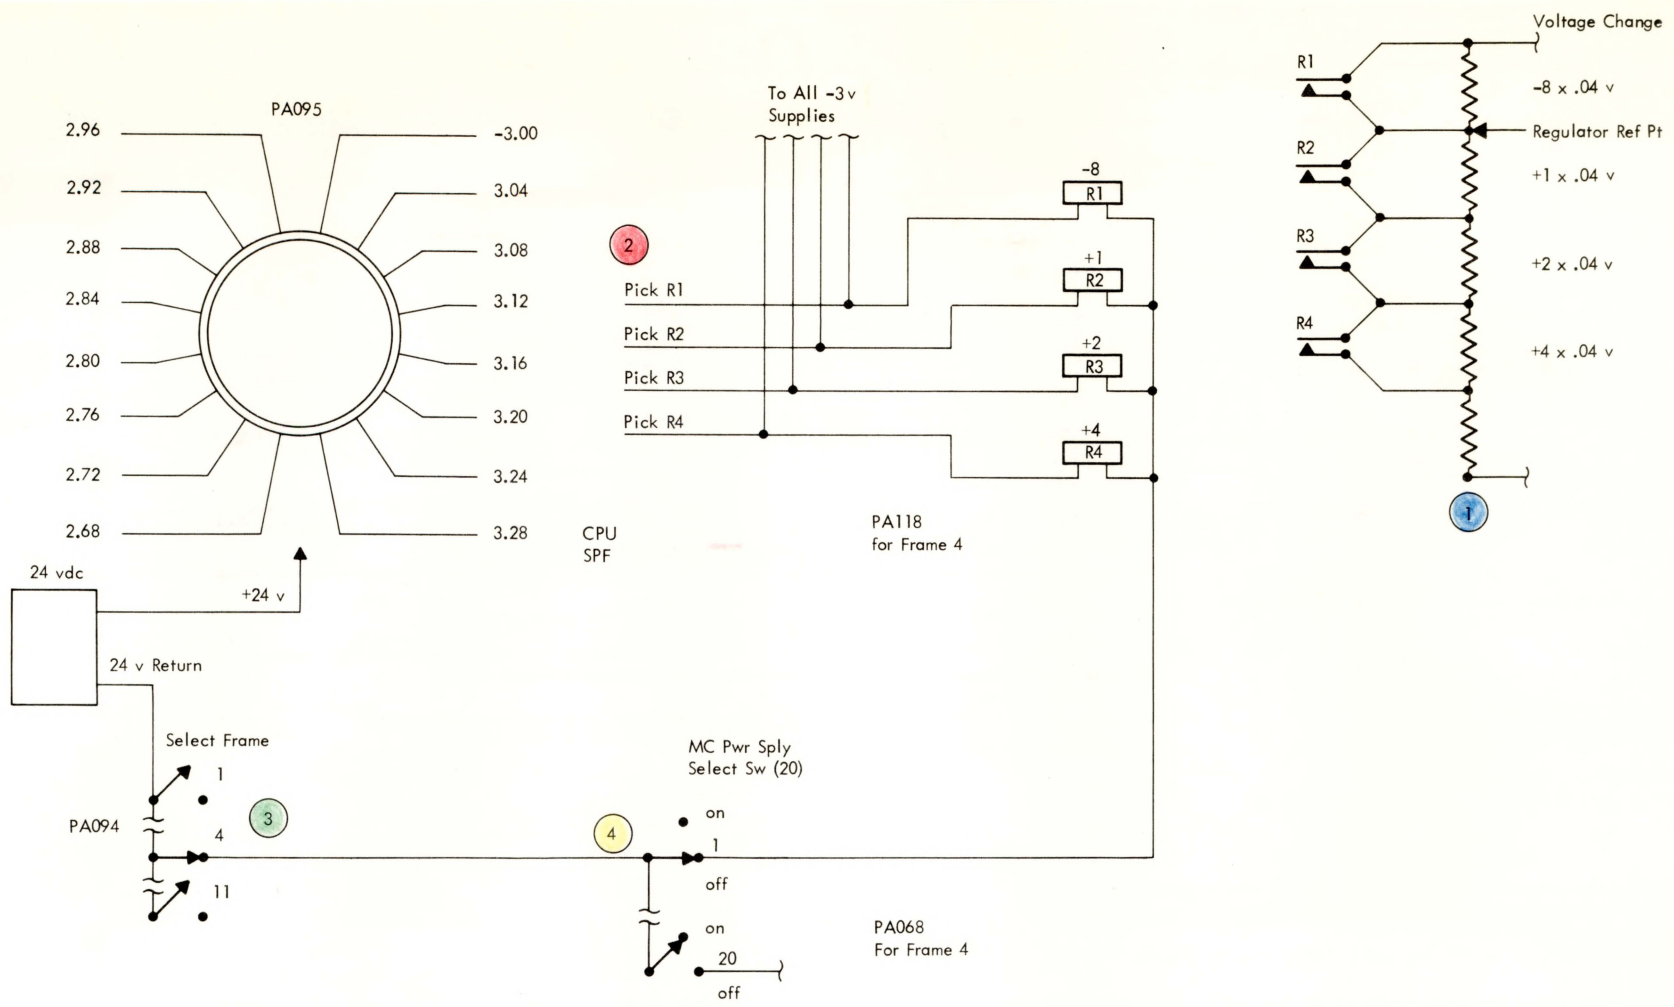 PA095
2.96
2.92
2.88
2.84
2.80
2.76
2.72
2.68
-3.00
3.04
3.08
3.12
3.16
3.20
3.24
3.28
To All -3v
Supplies
2
Pick R1
Pick R2
Pick R3
Pick R4
-8
R1
+1
R2
+2
R3
+4
R4
CPU
SPF
PA118
for Frame 4
Voltage Change
R1
-8 x .04 v
Regulator Ref Pt
R2
+1 x .04 v
R3
+2 x .04 v
R4
+4 x .04 v
1
24 vdc
+24 v
24 v Return
Select Frame
1
PA094
4
11
3
MC Pwr Sply
Select Sw (20)
on
4
1
off
on
20
off
PA068
For Frame 4